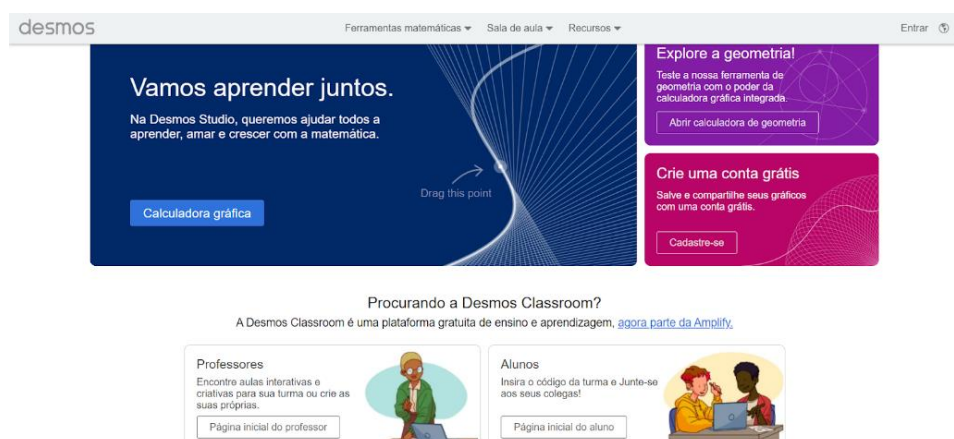 desmos
Ferramentas matemáticas Sala de aula Recursos Entrar
Vamos aprender juntos.
Na Desmos Studio, queremos ajudar todos a
aprender, amar e crescer com a matemática.
Drag this point
Calculadora gráfica
Explore a geometria!
Teste a nossa ferramenta de
geometria com o poder da
calculadora gráfica integrada.
Abrir calculadora de geometria
Crie uma conta grátis
Salve e compartilhe seus gráficos
com uma conta grátis.
Cadastre-se
Procurando a Desmos Classroom?
A Desmos Classroom é uma plataforma gratuita de ensino e aprendizagem, agora parte da Amplify.
Professores
Encontre aulas interativas e
criativas para sua turma ou crie as
suas próprias.
Página inicial do professor
Alunos
Insira o código da turma e Junte-se
aos seus colegas!
Página inicial do aluno